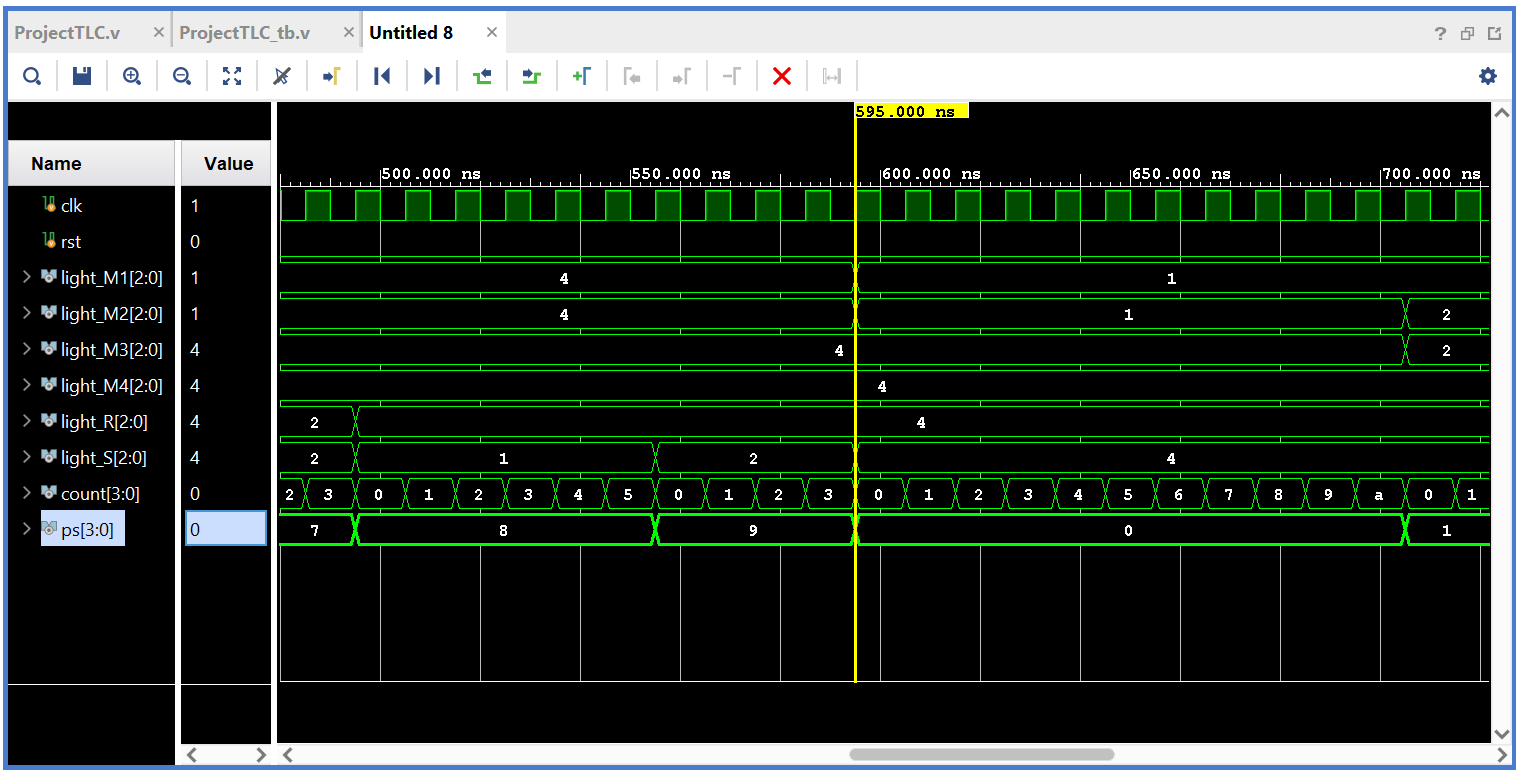 ProjectTLC.v × ProjectTLC_tb.v × Untitled 8 ×
?
595.000 ns
Name Value
500.000 ns 550.000 ns 600.000 ns 650.000 ns 700.000 ns
clk 1
rst 0
light_M1[2:0] 1 4 1
light_M2[2:0] 1 4 1 2
light_M3[2:0] 4 4 2
light_M4[2:0] 4 4
light_R[2:0] 4 2 4
light_S[2:0] 4 2 1 2 4
count[3:0] 0 2 3 0 1 2 3 4 5 0 1 2 3 0 1 2 3 4 5 6 7 8 9 a 0 1
ps[3:0] 0 7 8 9 0 1